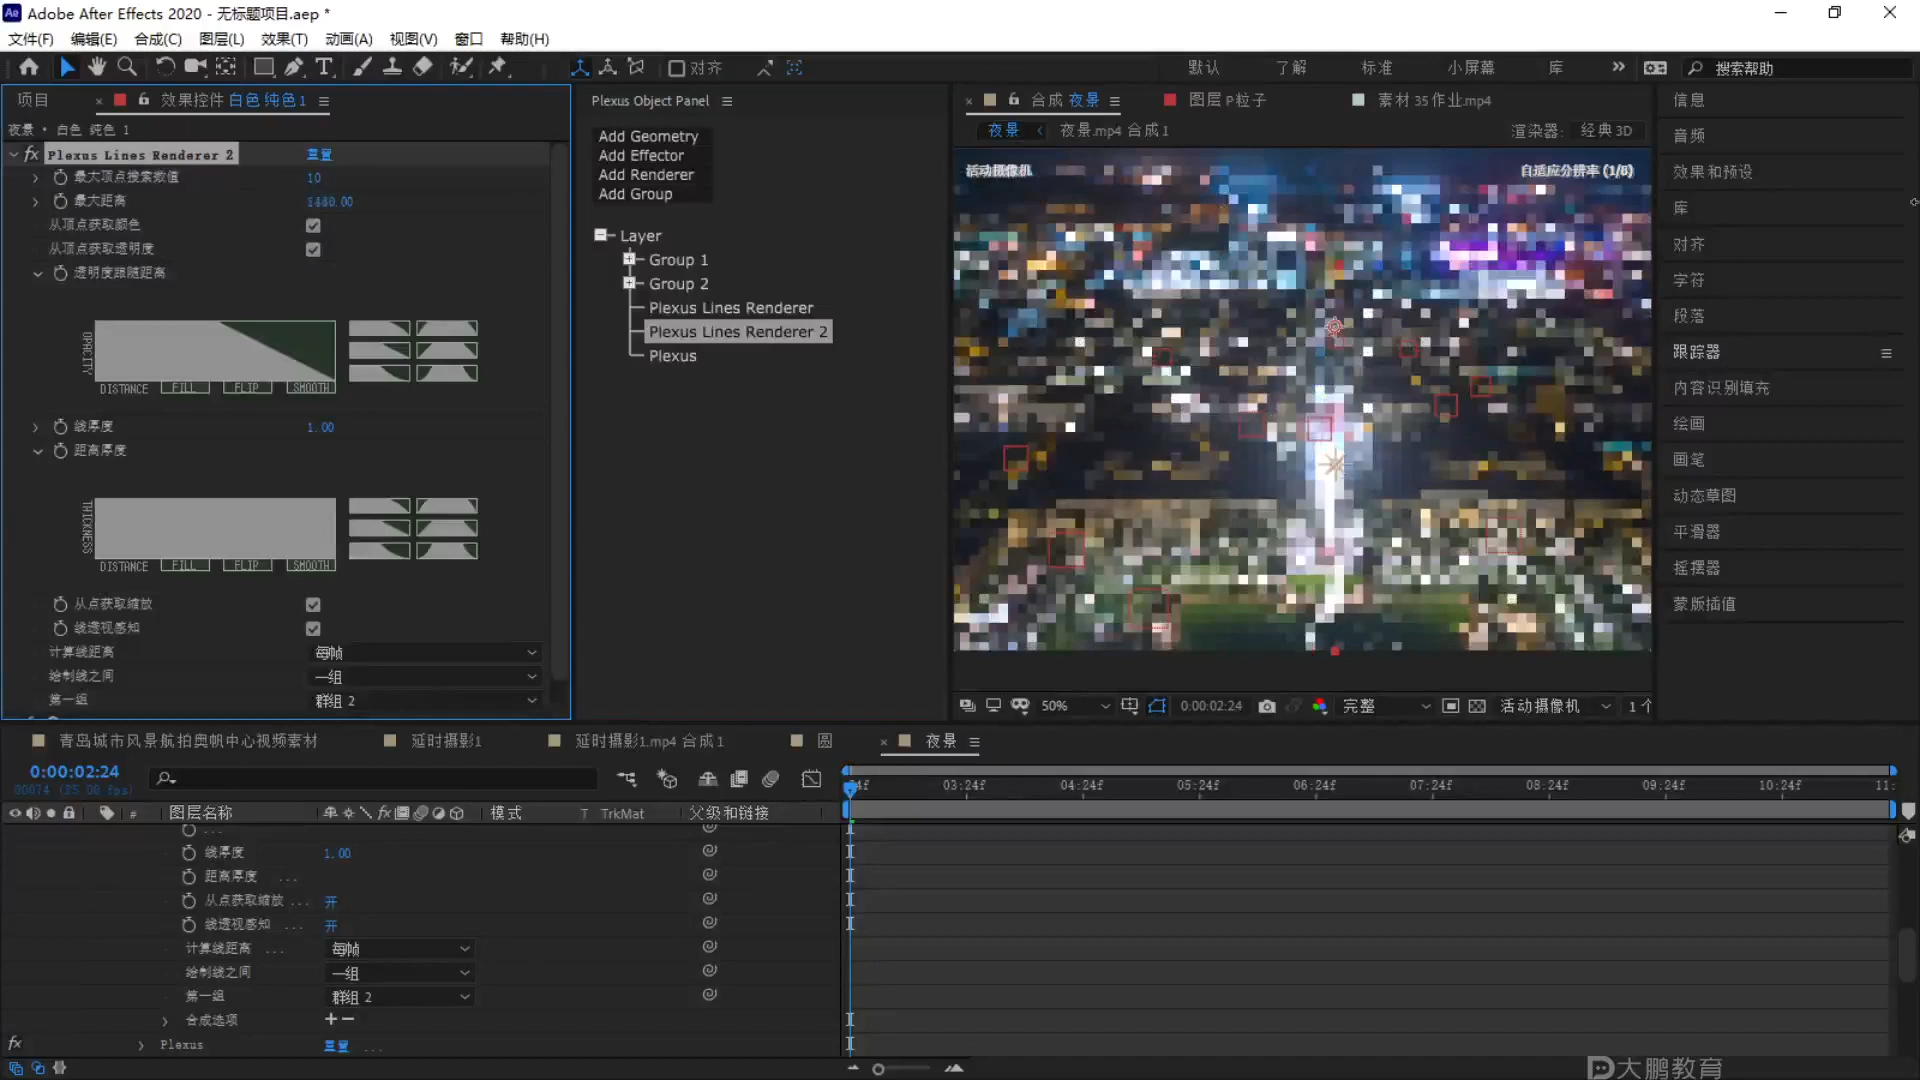 Adobe After Effects 2020 - 无标题项目.aep *
文件(F) 编辑(E) 合成(C) 图层(L) 效果(T) 动画(A) 视图(V) 窗口 帮助(H)
对齐 默认 了解 标准 小屏幕 库 搜索帮助
项目 效果控件 白色 纯色 1
夜景 • 白色 纯色 1
fx Plexus Lines Renderer 2 重置
最大顶点搜索数值 10
最大距离
从顶点获取颜色
从顶点获取透明度
透明度跟随距离
OPACITY
DISTANCE FILL FLIP SMOOTH
线厚度 1.00
距离厚度
THICKNESS
DISTANCE FILL FLIP SMOOTH
从点获取缩放
线透视感知
计算线距离 每帧
绘制线之间 一组
第一组 群组 2
Plexus Object Panel
Add Geometry
Add Effector
Add Renderer
Add Group
Layer
Group 1
Group 2
Plexus Lines Renderer
Plexus Lines Renderer 2
Plexus
合成 夜景 图层 P粒子 素材 35作业.mp4
夜景 夜景.mp4 合成 1 渲染器: 经典 3D
活动摄像机 自适应分辨率 (1/8)
50% 0:00:02:24 完整 活动摄像机 1个
信息
音频
效果和预设
库
对齐
字符
段落
跟踪器
内容识别填充
绘画
画笔
动态草图
平滑器
摇摆器
蒙版插值
青岛城市风景航拍奥帆中心视频素材 延时摄影1 延时摄影1.mp4 合成 1 圆 夜景
0:00:02:24
00074 (25.00 fps)
03:24f 04:24f 05:24f 06:24f 07:24f 08:24f 09:24f 10:24f 11:
# 图层名称 fx 模式 T TrkMat 父级和链接
线厚度 1.00
距离厚度 ...
从点获取缩放 ... 开
线透视感知 ... 开
计算线距离 ... 每帧
绘制线之间 一组
第一组 群组 2
合成选项 + −
fx Plexus 重置 ...
大鹏教育